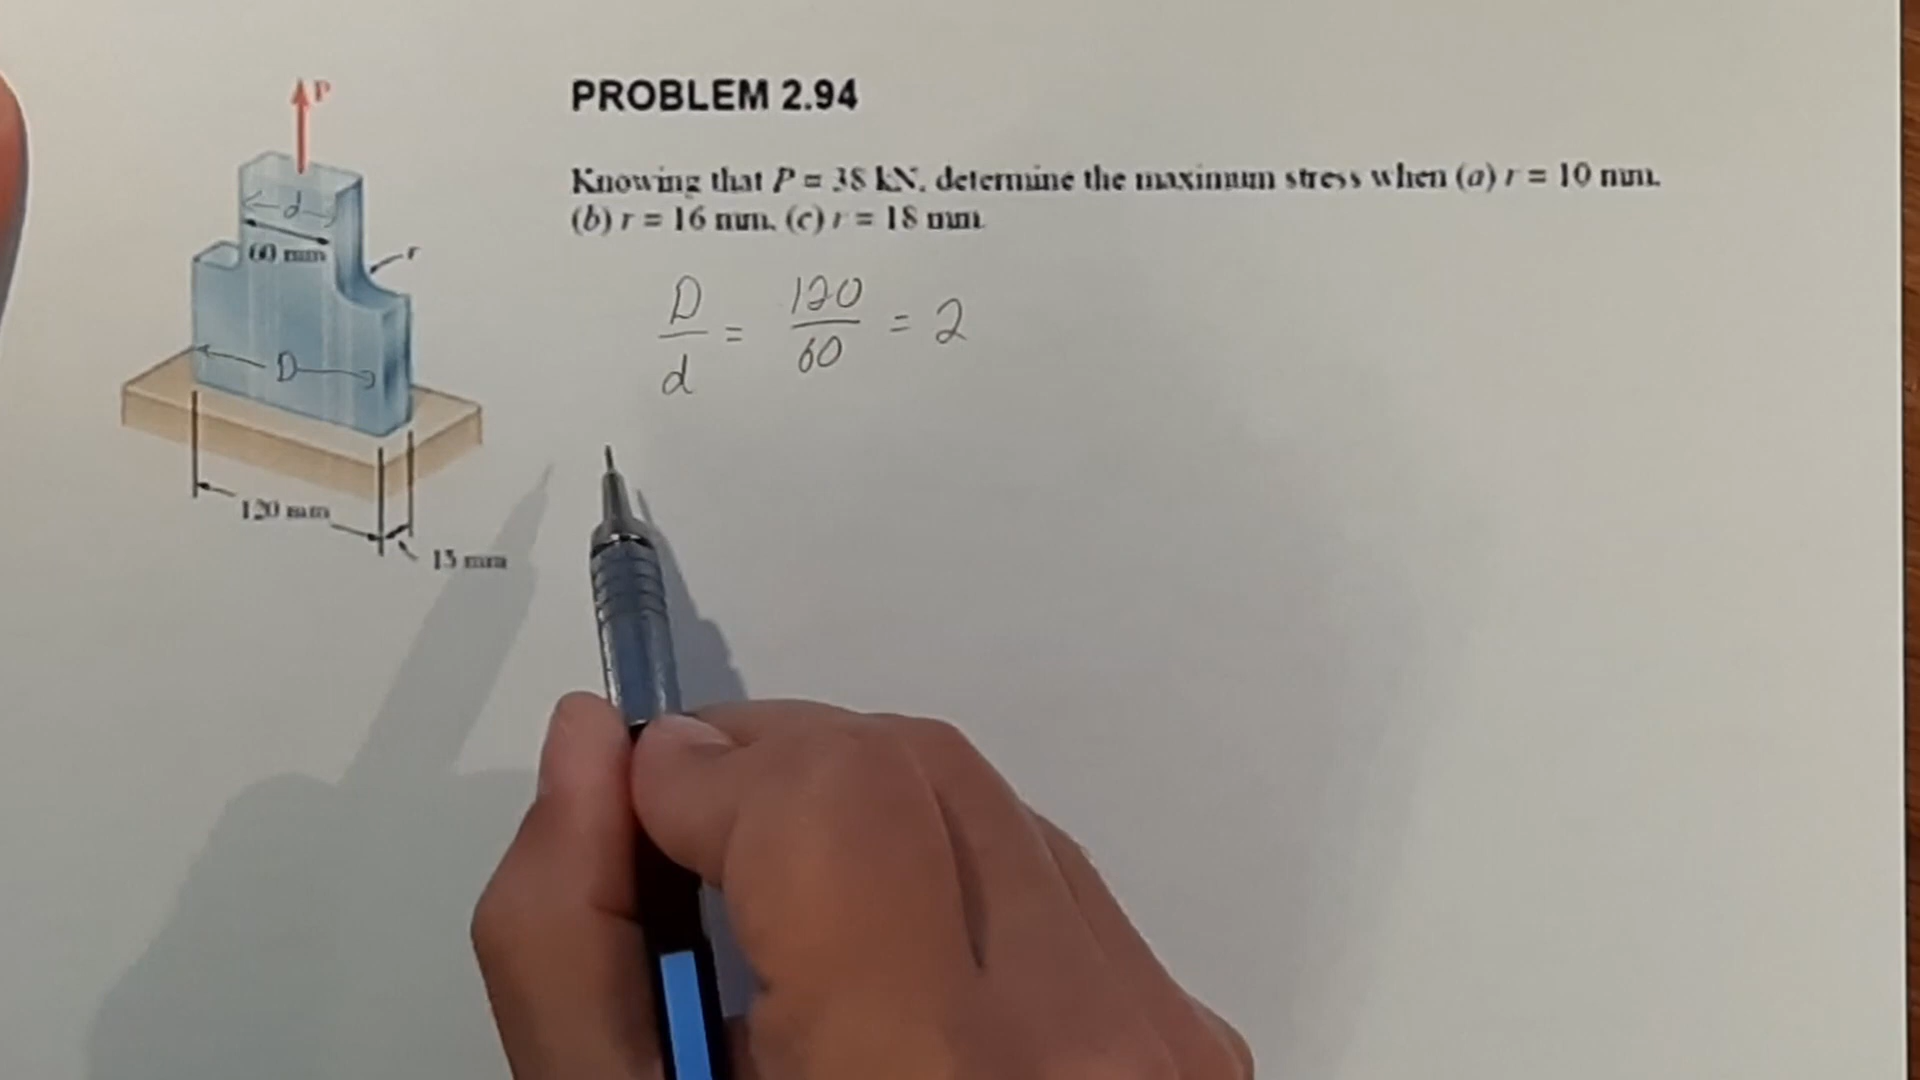 P
PROBLEM 2.94
Knowing that P = 38 kN, determine the maximum stress when (a) r = 10 mm,
(b) r = 16 mm, (c) r = 18 mm
d
60 mm
r
D/d = 120/60 = 2
D
120 mm
15 mm